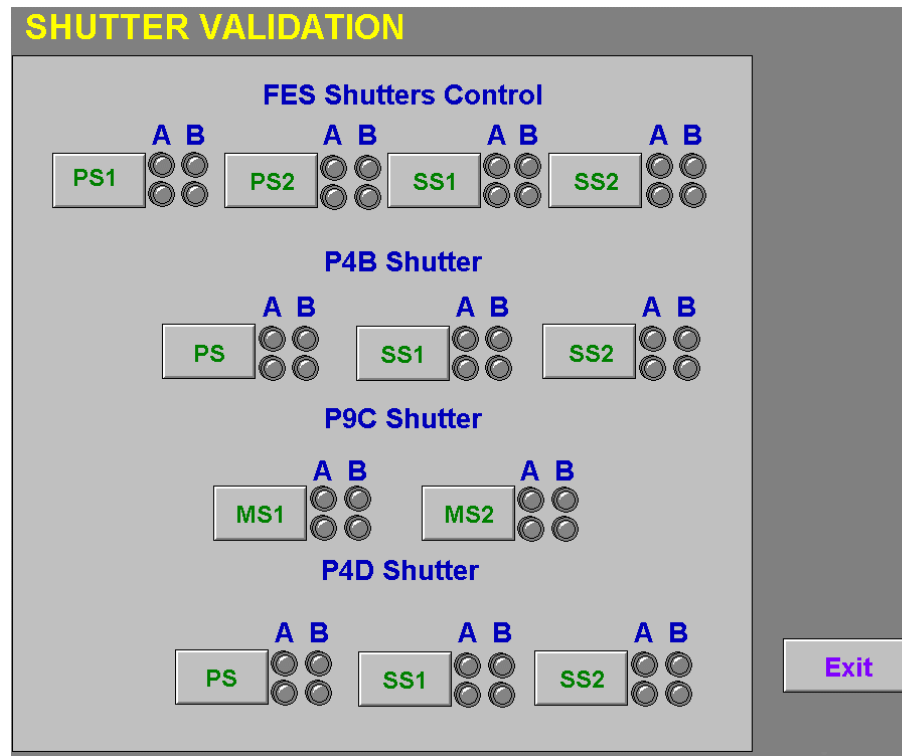 SHUTTER VALIDATION
FES Shutters Control
A B A B A B A B
PS1 PS2 SS1 SS2
P4B Shutter
A B A B A B
PS SS1 SS2
P9C Shutter
A B A B
MS1 MS2
P4D Shutter
A B A B A B
PS SS1 SS2
Exit